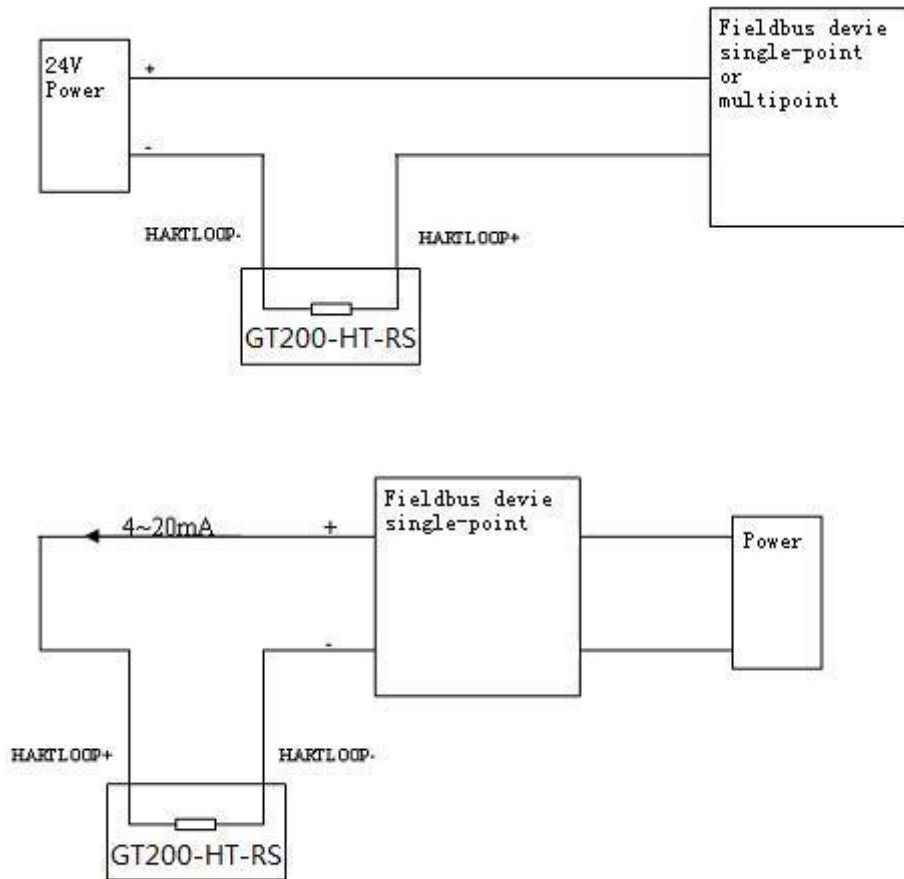 24V
Power
+
-
Fieldbus devie
single-point
or
multipoint
HARTLOOP-
HARTLOOP+
GT200-HT-RS
4~20mA
+
-
Fieldbus devie
single-point
Power
HARTLOOP+
HARTLOOP-
GT200-HT-RS